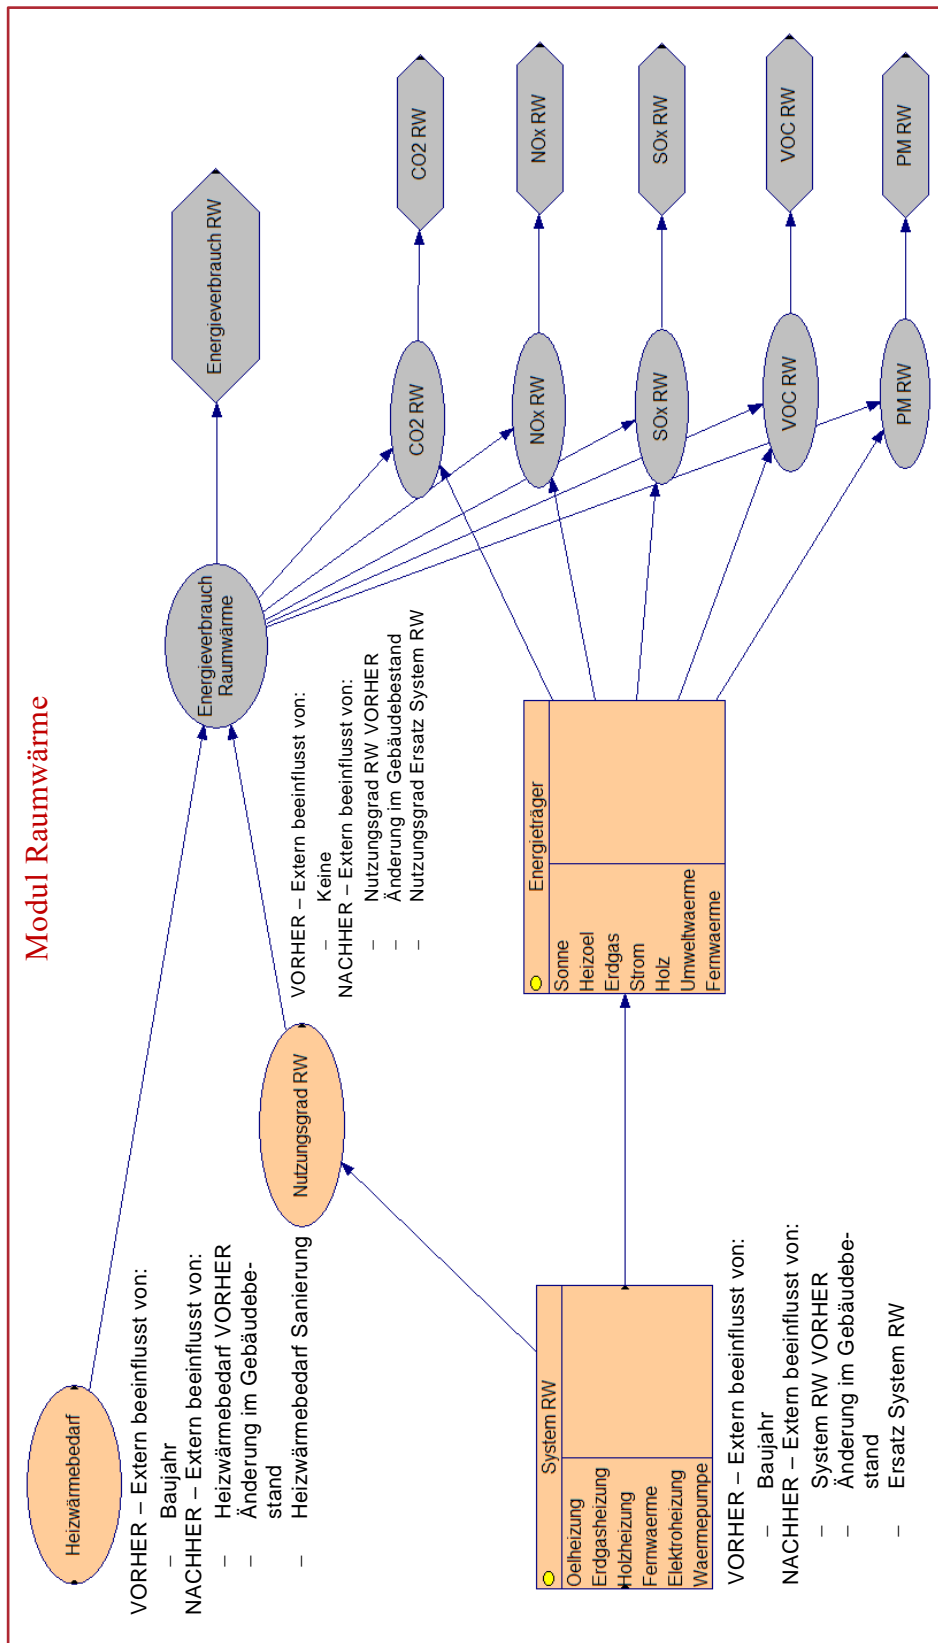 Modul Raumwärme
Heizwärmebedarf
VORHER – Extern beeinflusst von:
– Baujahr
NACHHER – Extern beeinflusst von:
– Heizwärmebedarf VORHER
– Änderung im Gebäudebe-
stand
– Heizwärmebedarf Sanierung
Nutzungsgrad RW
VORHER – Extern beeinflusst von:
– Keine
NACHHER – Extern beeinflusst von:
– Nutzungsgrad RW VORHER
– Änderung im Gebäudebestand
– Nutzungsgrad Ersatz System RW
Energieverbrauch
Raumwärme
Energieverbrauch RW
System RW
Oelheizung
Erdgasheizung
Holzheizung
Fernwaerme
Elektroheizung
Waermepumpe
VORHER – Extern beeinflusst von:
– Baujahr
NACHHER – Extern beeinflusst von:
– System RW VORHER
– Änderung im Gebäudebe-
stand
– Ersatz System RW
Energieträger
Sonne
Heizoel
Erdgas
Strom
Holz
Umweltwaerme
Fernwaerme
CO2 RW
CO2 RW
NOx RW
NOx RW
SOx RW
SOx RW
VOC RW
VOC RW
PM RW
PM RW